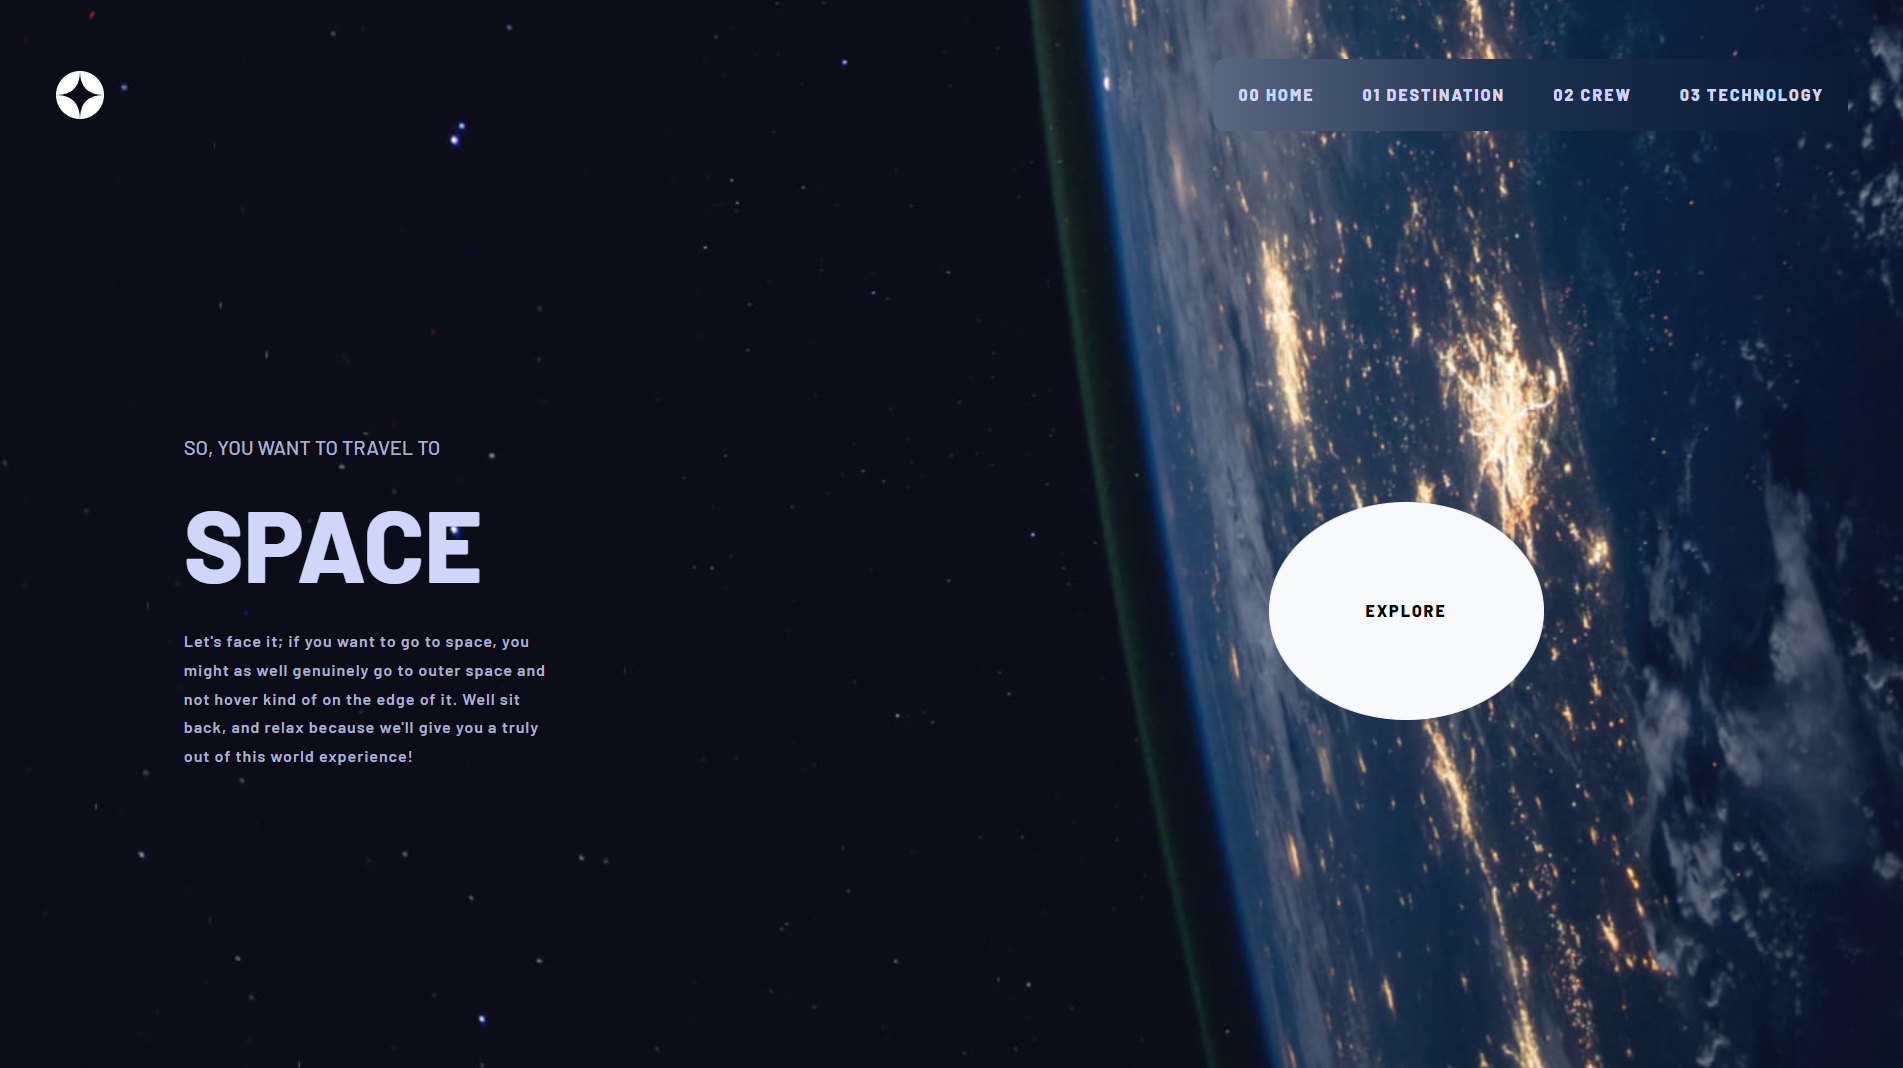 00 HOME 01 DESTINATION 02 CREW 03 TECHNOLOGY
SO, YOU WANT TO TRAVEL TO
SPACE
Let's face it; if you want to go to space, you
might as well genuinely go to outer space and
not hover kind of on the edge of it. Well sit
back, and relax because we'll give you a truly
out of this world experience!
EXPLORE